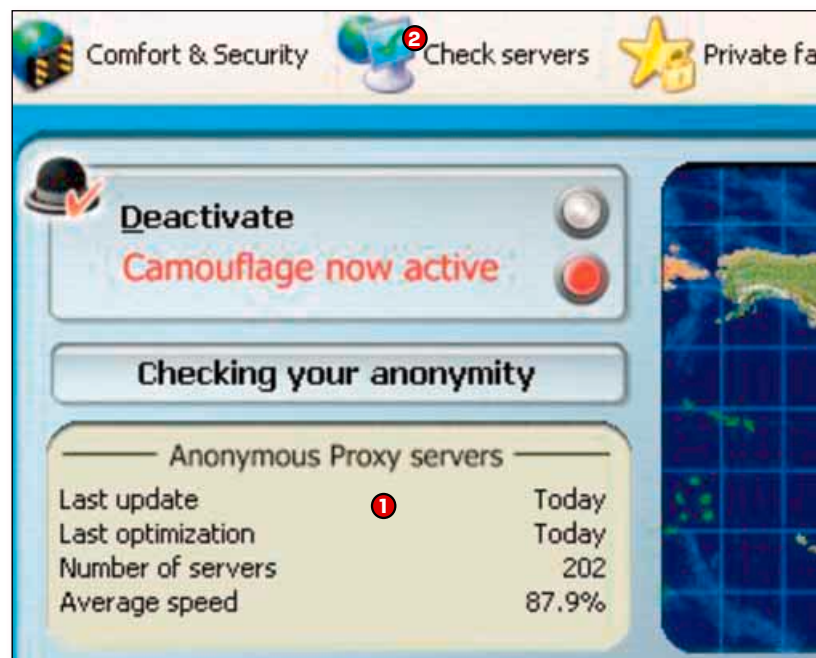 Comfort & Security 2 Check servers Private fa
Deactivate
Camouflage now active
Checking your anonymity
Anonymous Proxy servers
Last update 1 Today
Last optimization Today
Number of servers 202
Average speed 87.9%